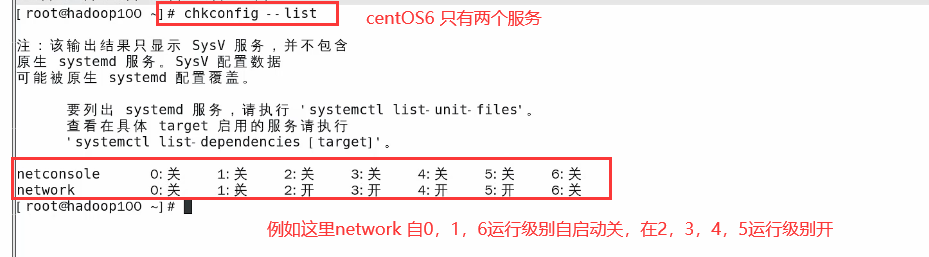 [root@hadoop100 ~]# chkconfig --list
centOS6 只有两个服务
注：该输出结果只显示 SysV 服务，并不包含
原生 systemd 服务。SysV 配置数据
可能被原生 systemd 配置覆盖。
要列出 systemd 服务，请执行 'systemctl list-unit-files'。
查看在具体 target 启用的服务请执行
'systemctl list-dependencies [target]'。
netconsole 0:关 1:关 2:关 3:关 4:关 5:关 6:关
network 0:关 1:关 2:开 3:开 4:开 5:开 6:关
[root@hadoop100 ~]#
例如这里network 自0，1，6运行级别自启动关，在2，3，4，5运行级别开